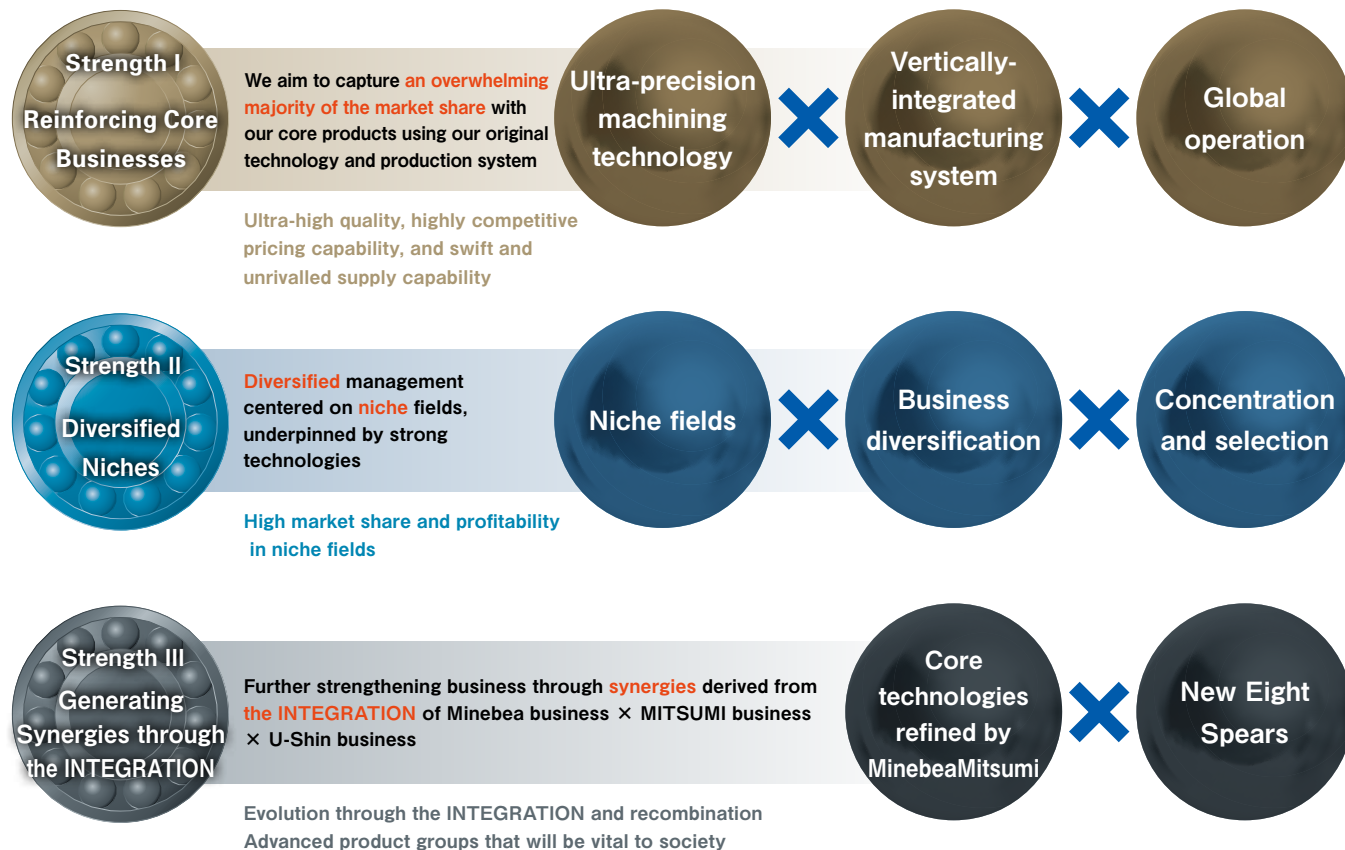 Strength I
Reinforcing Core
Businesses
We aim to capture an overwhelming
majority of the market share with
our core products using our original
technology and production system
Ultra-high quality, highly competitive
pricing capability, and swift and
unrivalled supply capability
Ultra-precision
machining
technology
Vertically-
integrated
manufacturing
system
Global
operation
Strength II
Diversified
Niches
Diversified management
centered on niche fields,
underpinned by strong
technologies
High market share and profitability
in niche fields
Niche fields
Business
diversification
Concentration
and selection
Strength III
Generating
Synergies through
the INTEGRATION
Further strengthening business through synergies derived from
the INTEGRATION of Minebea business × MITSUMI business
× U-Shin business
Evolution through the INTEGRATION and recombination
Advanced product groups that will be vital to society
Core
technologies
refined by
MinebeaMitsumi
New Eight
Spears